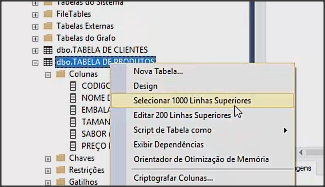 Tabelas do Sistema
FileTables
Tabelas Externas
Tabelas do Grafo
dbo.TABELA DE CLIENTES
dbo.TABELA DE PRODUTOS
Colunas
CODIGO
NOME D
EMBALA
TAMAN
SABOR (
PREÇO
Chaves
Restrições
Gatilhos
Nova Tabela...
Design
Selecionar 1000 Linhas Superiores
Editar 200 Linhas Superiores
Script de Tabela como
Exibir Dependências
Orientador de Otimização de Memória
Criptografar Colunas...
gens